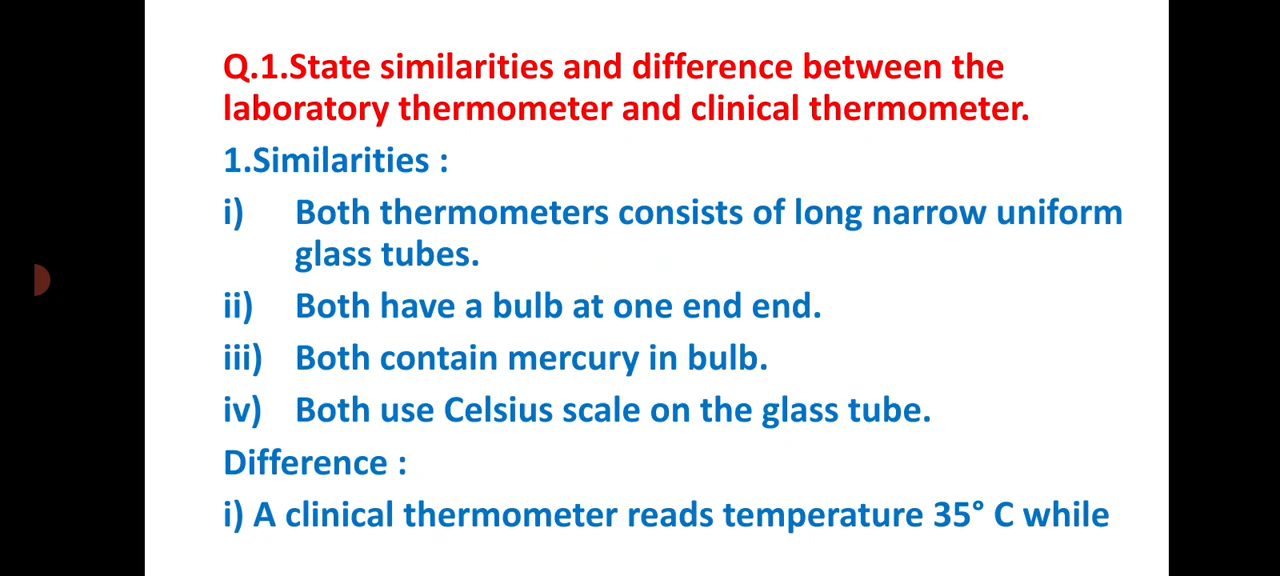 Q.1.State similarities and difference between the
laboratory thermometer and clinical thermometer.
1.Similarities :
i) Both thermometers consists of long narrow uniform
glass tubes.
ii) Both have a bulb at one end end.
iii) Both contain mercury in bulb.
iv) Both use Celsius scale on the glass tube.
Difference :
i) A clinical thermometer reads temperature 35° C while